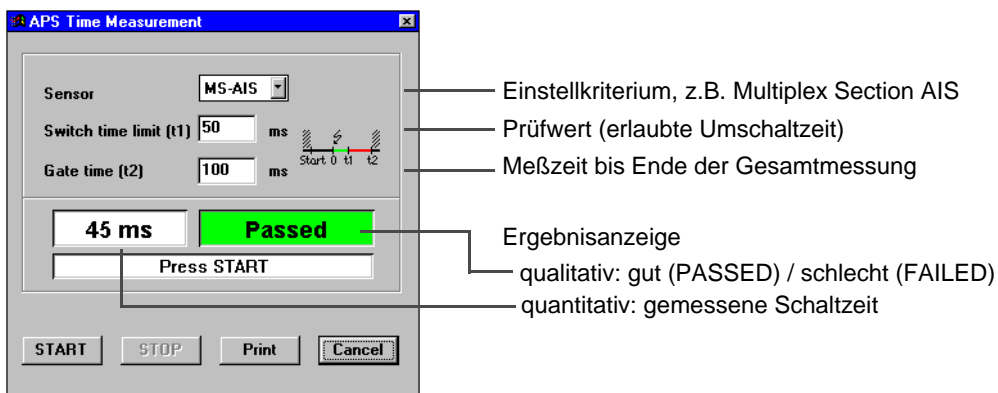 APS Time Measurement
Sensor MS-AIS
Switch time limit (t1) 50 ms
Start 0 t1 t2
Gate time (t2) 100 ms
45 ms Passed
Press START
START STOP Print Cancel
Einstellkriterium, z.B. Multiplex Section AIS
Prüfwert (erlaubte Umschaltzeit)
Meßzeit bis Ende der Gesamtmessung
Ergebnisanzeige
qualitativ: gut (PASSED) / schlecht (FAILED)
quantitativ: gemessene Schaltzeit